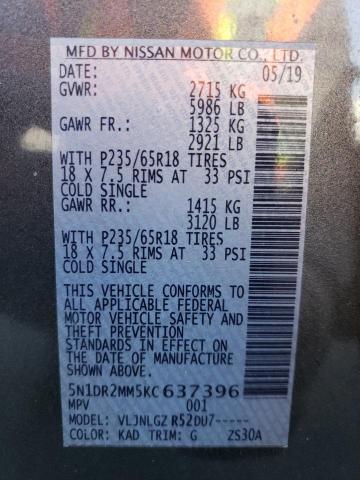 MFD BY NISSAN MOTOR CO., LTD.
DATE: 05/19
GVWR: 2715 KG
5986 LB
GAWR FR.: 1325 KG
2921 LB
WITH P235/65R18 TIRES
18 X 7.5 RIMS AT 33 PSI
COLD SINGLE
GAWR RR.: 1415 KG
3120 LB
WITH P235/65R18 TIRES
18 X 7.5 RIMS AT 33 PSI
COLD SINGLE
THIS VEHICLE CONFORMS TO
ALL APPLICABLE FEDERAL
MOTOR VEHICLE SAFETY AND
THEFT PREVENTION
STANDARDS IN EFFECT ON
THE DATE OF MANUFACTURE
SHOWN ABOVE.
5N1DR2MM5KC637396
MPV 001
MODEL: VLJNLGZ R52DU7-----
COLOR: KAD TRIM: G ZS30A